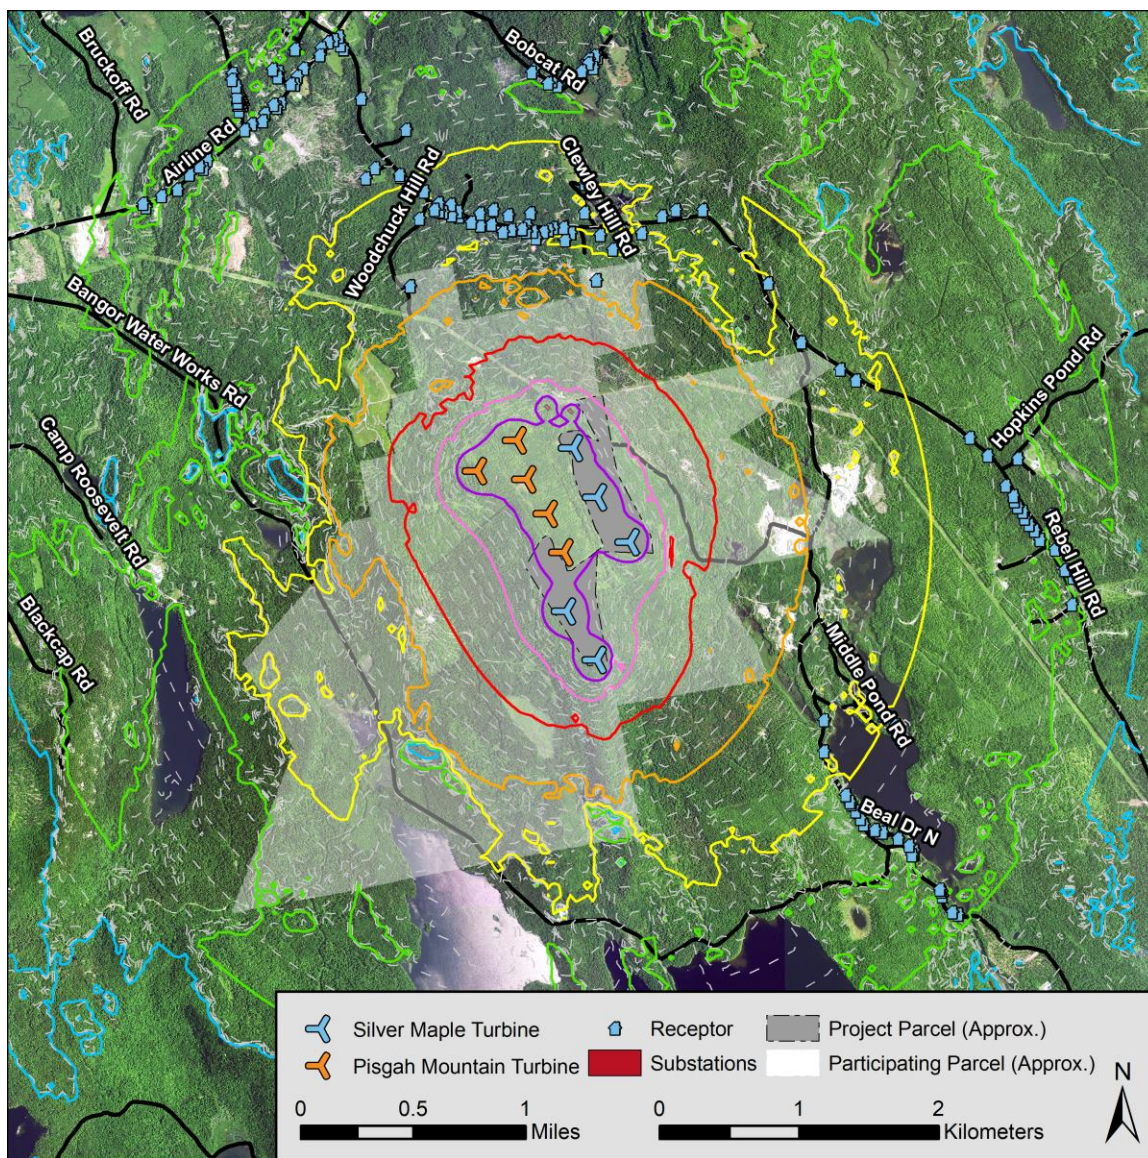 Bruckoff Rd
Bobcat Rd
Airline Rd
Clewley Hill Rd
Woodchuck Hill Rd
Bangor Water Works Rd
Hopkins Pond Rd
Camp Roosevelt Rd
Rebell Hill Rd
Blackcap Rd
Middle Pond Rd
Beal Dr N
Silver Maple Turbine
Receptor
Project Parcel (Approx.)
Pisgah Mountain Turbine
Substations
Participating Parcel (Approx.)
N
0 0.5 1
Miles
0 1 2
Kilometers